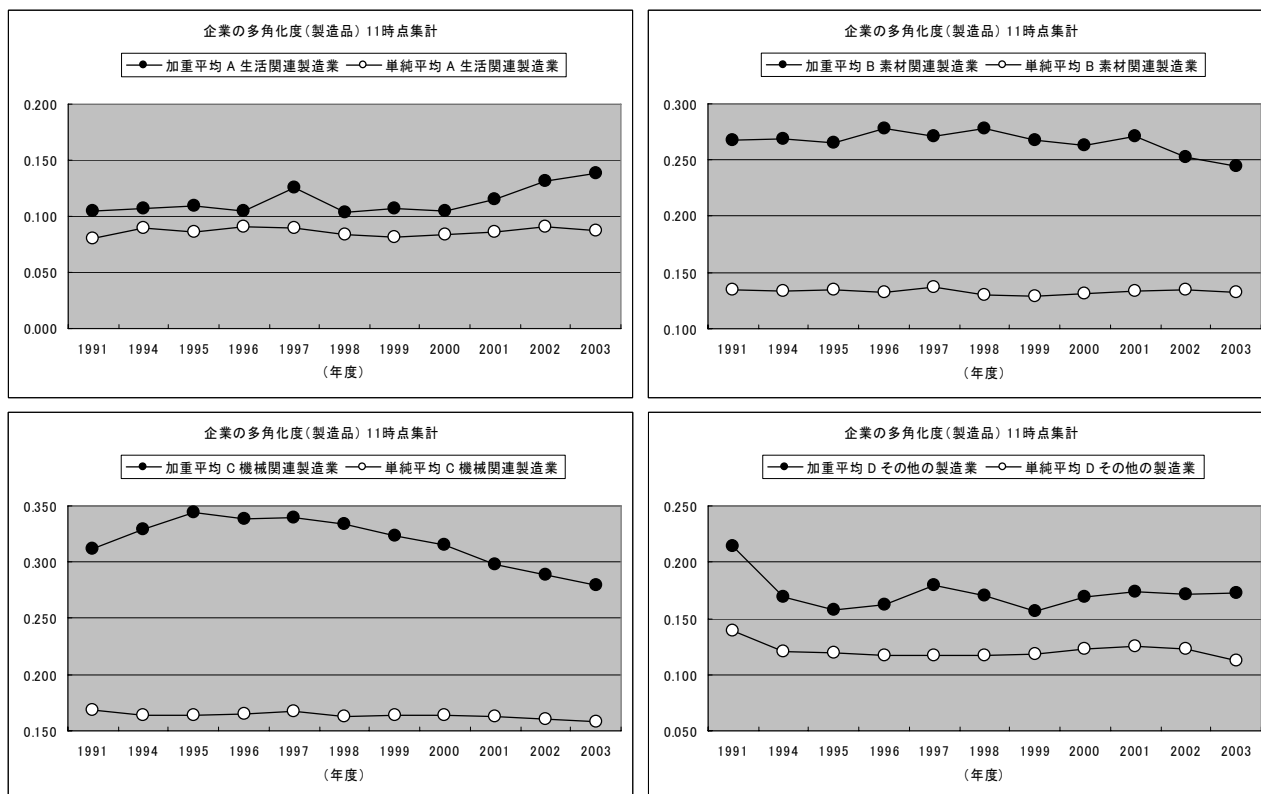 企業の多角化度(製造品) 11時点集計
加重平均 A 生活関連製造業 単純平均 A 生活関連製造業
0.200
0.150
0.100
0.050
0.000
1991 1994 1995 1996 1997 1998 1999 2000 2001 2002 2003
(年度)
企業の多角化度(製造品) 11時点集計
加重平均 B 素材関連製造業 単純平均 B 素材関連製造業
0.300
0.250
0.200
0.150
0.100
1991 1994 1995 1996 1997 1998 1999 2000 2001 2002 2003
(年度)
企業の多角化度(製造品) 11時点集計
加重平均 C 機械関連製造業 単純平均 C 機械関連製造業
0.350
0.300
0.250
0.200
0.150
1991 1994 1995 1996 1997 1998 1999 2000 2001 2002 2003
(年度)
企業の多角化度(製造品) 11時点集計
加重平均 D その他の製造業 単純平均 D その他の製造業
0.250
0.200
0.150
0.100
0.050
1991 1994 1995 1996 1997 1998 1999 2000 2001 2002 2003
(年度)